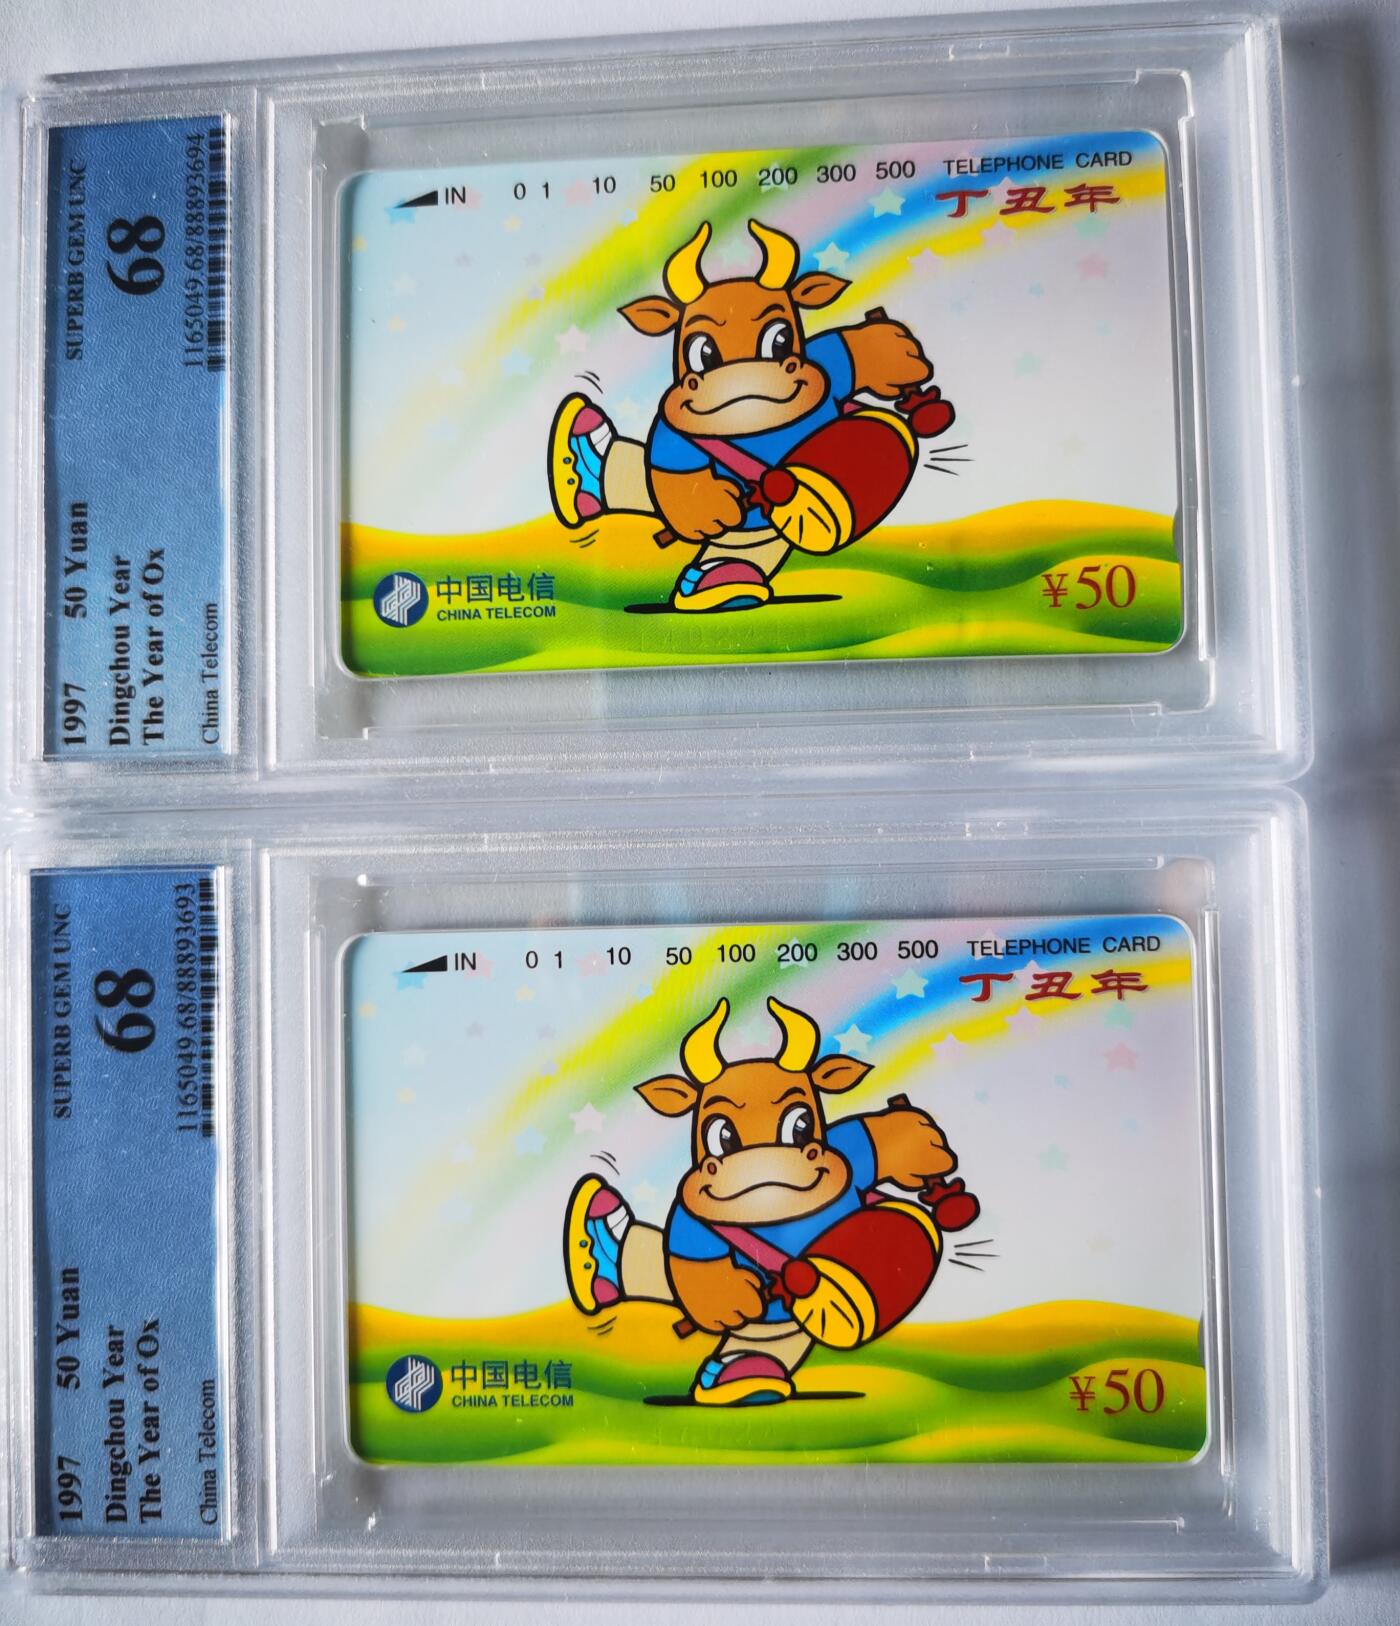 1997 50 Yuan SUPERB GEM UNC
Dingchou Year 68
The Year of Ox
China Telecom 1165049.68/88893694
IN 0 1 10 50 100 200 300 500 TELEPHONE CARD
丁丑年
中国电信
CHINA TELECOM
¥50
1997 50 Yuan SUPERB GEM UNC
Dingchou Year 68
The Year of Ox
China Telecom 1165049.68/88893693
IN 0 1 10 50 100 200 300 500 TELEPHONE CARD
丁丑年
中国电信
CHINA TELECOM
¥50